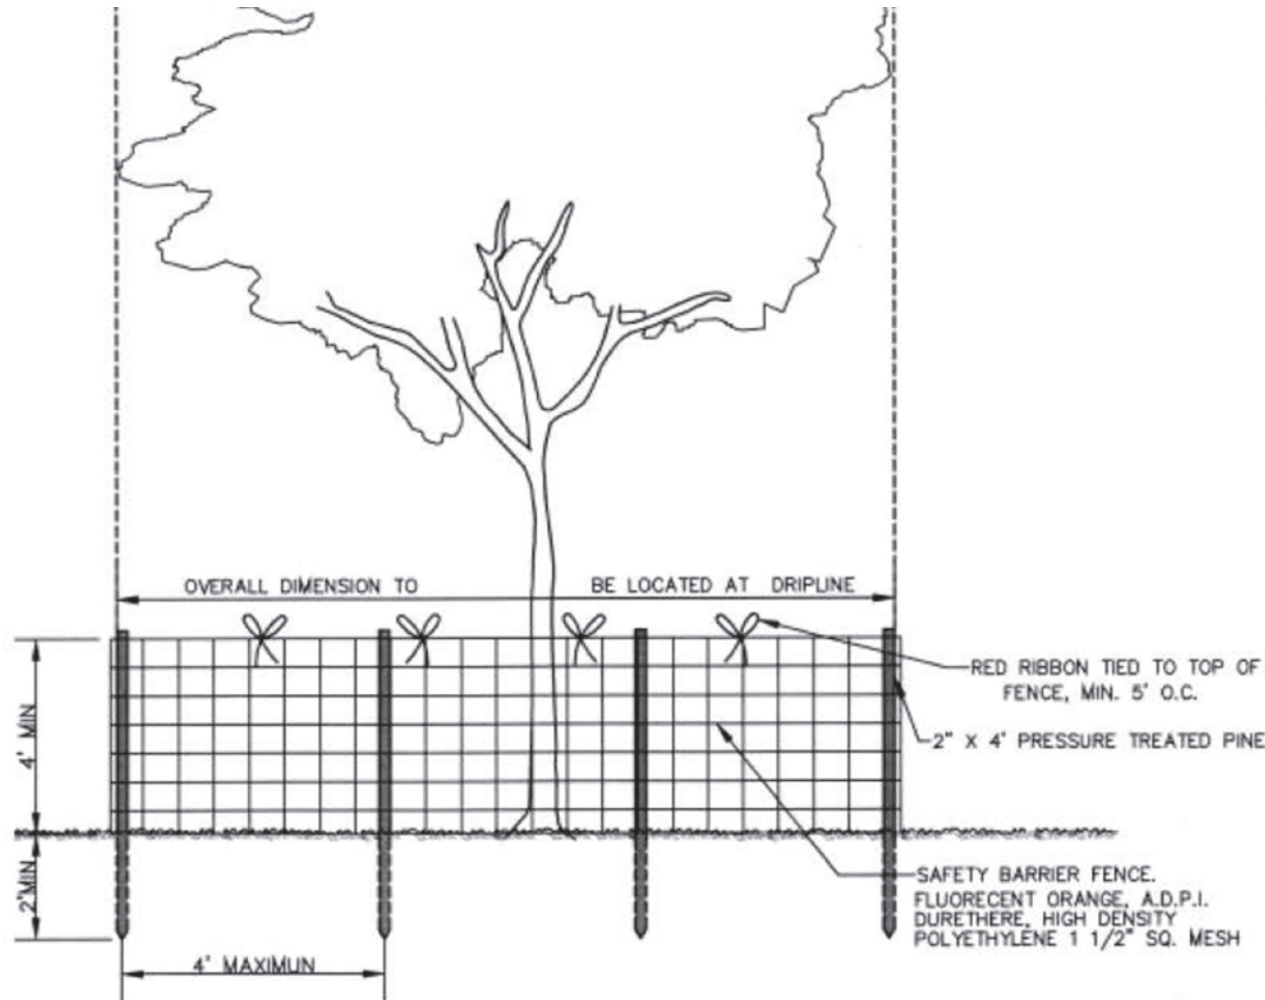 OVERALL DIMENSION TO BE LOCATED AT DRIPLINE
RED RIBBON TIED TO TOP OF
FENCE, MIN. 5' O.C.
2" X 4' PRESSURE TREATED PINE
4' MIN
SAFETY BARRIER FENCE.
FLUORECENT ORANGE, A.D.P.I.
DURETHERE, HIGH DENSITY
POLYETHYLENE 1 1/2" SQ. MESH
2'MIN
4' MAXIMUN